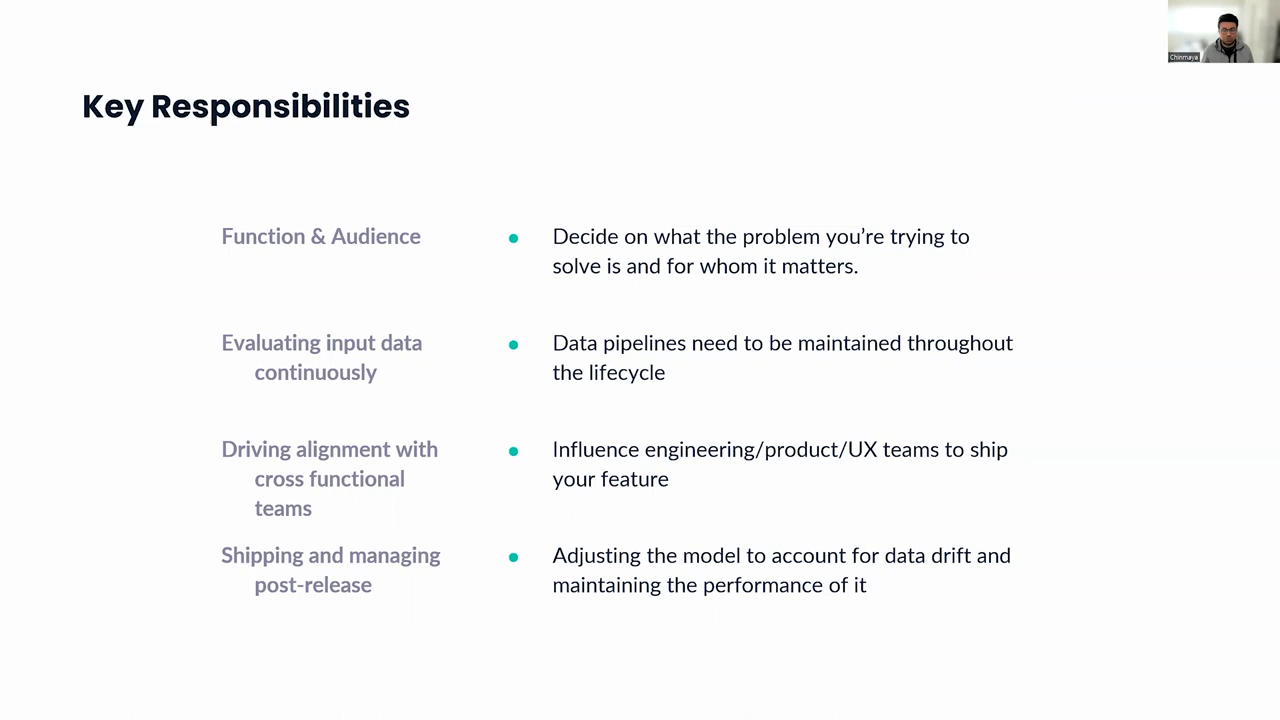 Chinmaya
Key Responsibilities
Function & Audience
Decide on what the problem you’re trying to
solve is and for whom it matters.
Evaluating input data
continuously
Data pipelines need to be maintained throughout
the lifecycle
Driving alignment with
cross functional
teams
Influence engineering/product/UX teams to ship
your feature
Shipping and managing
post-release
Adjusting the model to account for data drift and
maintaining the performance of it